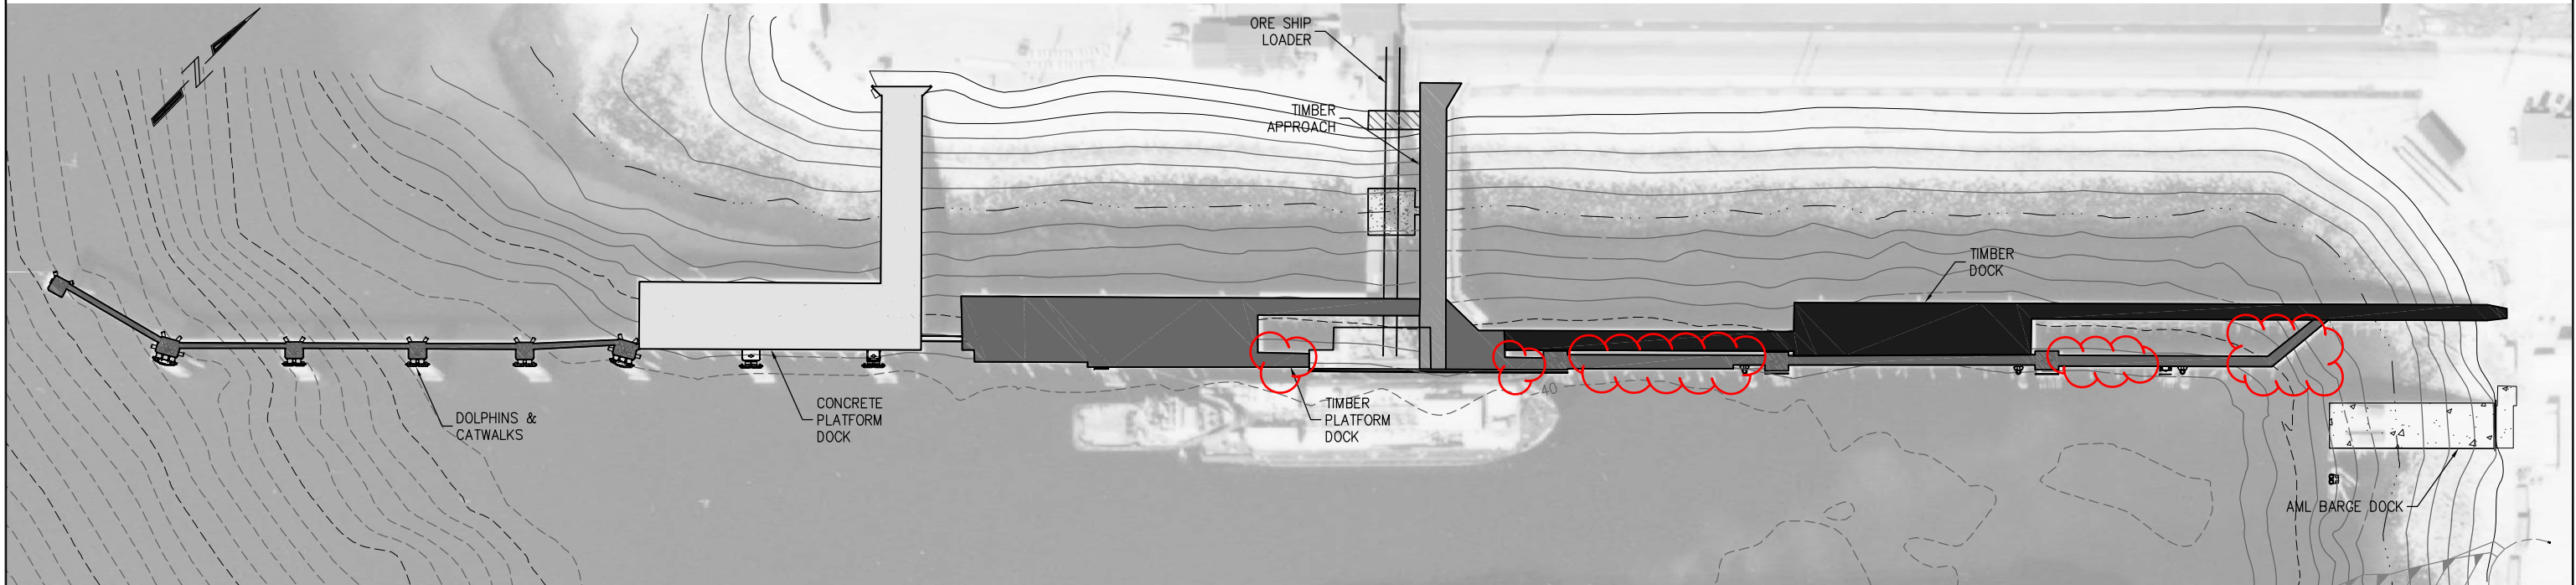 ORE SHIP
LOADER
TIMBER
APPROACH
TIMBER
DOCK
DOLPHINS &
CATWALKS
CONCRETE
PLATFORM
DOCK
TIMBER
PLATFORM
DOCK
40
AML BARGE DOCK
N